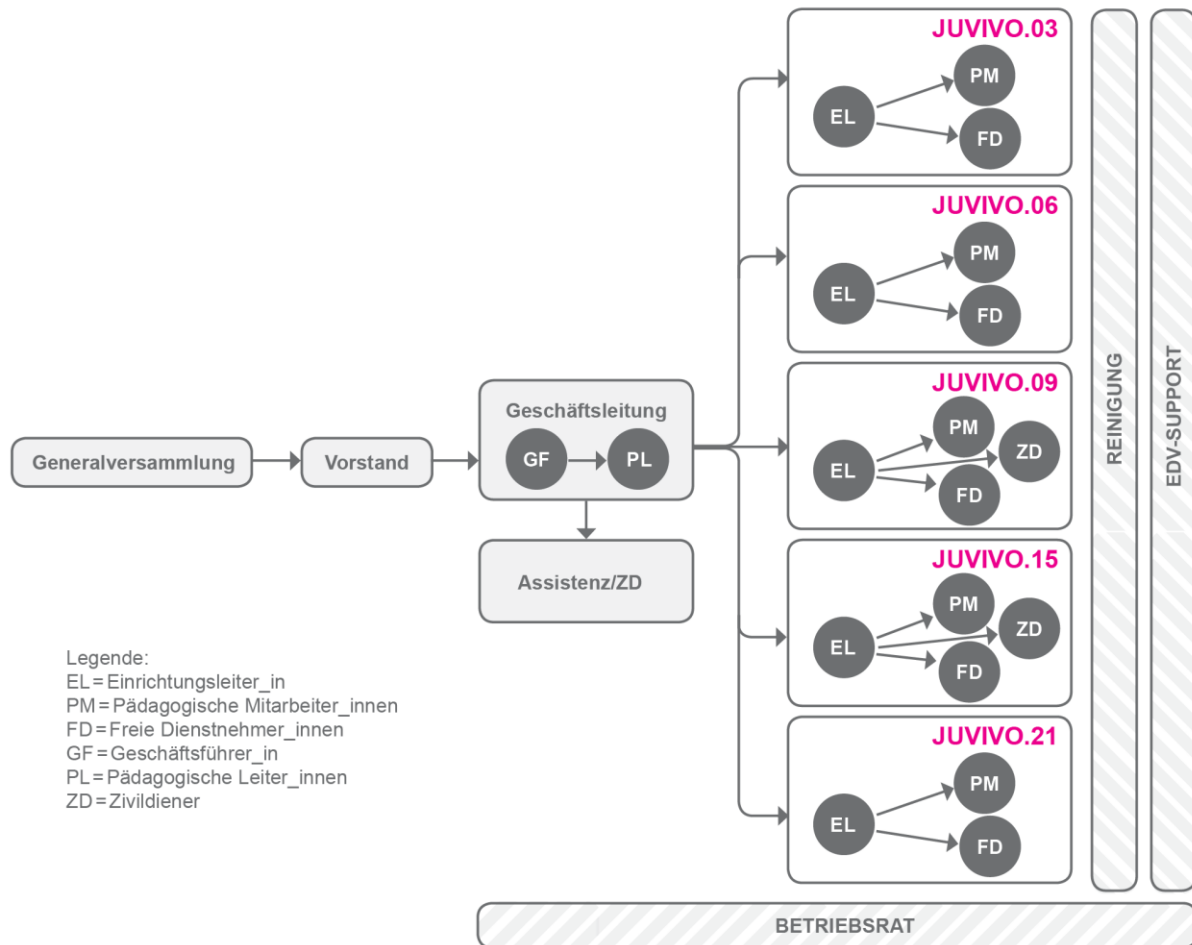 JUVIVO.03
EL
PM
FD
JUVIVO.06
EL
PM
FD
Generalversammlung
Vorstand
Geschäftsleitung
GF
PL
Assistenz/ZD
JUVIVO.09
EL
PM
ZD
FD
JUVIVO.15
EL
PM
ZD
FD
JUVIVO.21
EL
PM
FD
REINIGUNG
EDV-SUPPORT
BETRIEBSRAT
Legende:
EL=Einrichtungsleiter_in
PM=Pädagogische Mitarbeiter_innen
FD=Freie Dienstnehmer_innen
GF=Geschäftsführer_in
PL=Pädagogische Leiter_innen
ZD=Zivildiener